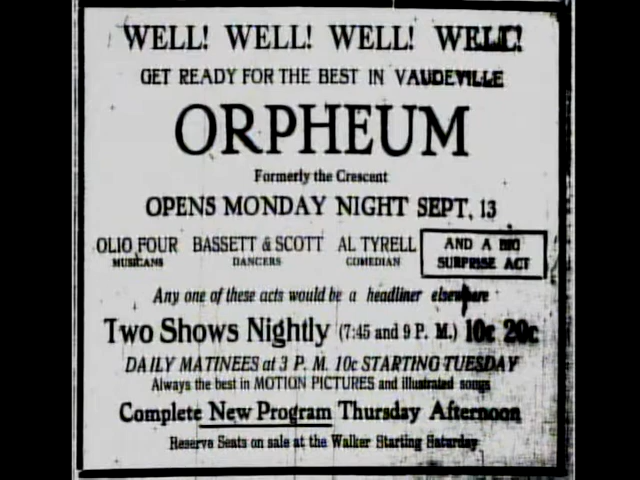 WELL! WELL! WELL! WELL!
GET READY FOR THE BEST IN VAUDEVILLE
ORPHEUM
Formerly the Crescent
OPENS MONDAY NIGHT SEPT. 13
OLIO FOUR BASSETT & SCOTT AL TYRELL AND A BIG
MUSICANS DANCERS COMEDIAN SURPRISE ACT
Any one of these acts would be a headliner elsewhere
Two Shows Nightly (7:45 and 9 P. M.) 10c 20c
DAILY MATINEES at 3 P. M. 10c STARTING TUESDAY
Always the best in MOTION PICTURES and illustrated songs
Complete New Program Thursday Afternoon
Reserve Seats on sale at the Walker Starting Saturday